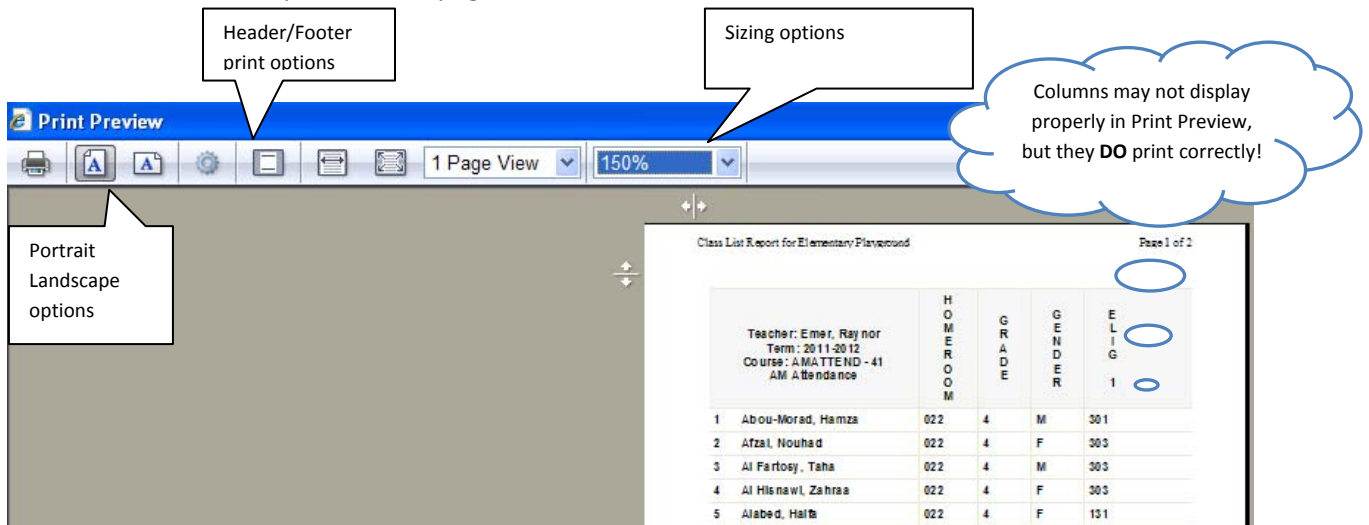 Header/Footer
print options
Sizing options
Columns may not display
properly in Print Preview,
but they DO print correctly!
Print Preview
1 Page View
150%
Portrait
Landscape
options
Class List Report for Elementary Playground
Page 1 of 2
Teacher: Emer, Raynor
Term: 2011-2012
Course: AMATTEND - 41
AM Attendance
HOMEROOM
GRADE
GENDER
ELIG 1
1 Abou-Morad, Hamza 022 4 M 301
2 Afzal, Nouhad 022 4 F 303
3 Al Fartosy, Taha 022 4 M 303
4 Al Hisnawi, Zahraa 022 4 F 303
5 Alabed, Haifa 022 4 F 131